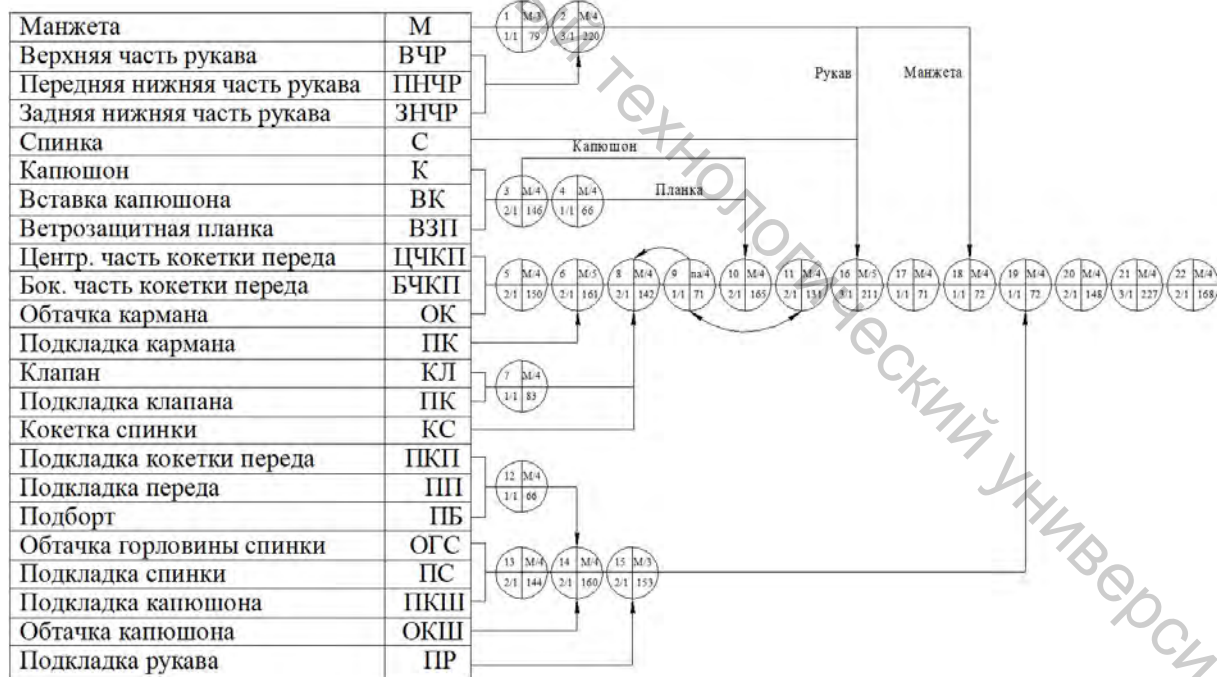 Манжета М
Верхняя часть рукава ВЧР
Передняя нижняя часть рукава ПНЧР
Задняя нижняя часть рукава ЗНЧР
Спинка С
Капюшон К
Вставка капюшона ВК
Ветрозащитная планка ВЗП
Центр. часть кокетки переда ЦЧКП
Бок. часть кокетки переда БЧКП
Обтачка кармана ОК
Подкладка кармана ПК
Клапан КЛ
Подкладка клапана ПК
Кокетка спинки КС
Подкладка кокетки переда ПКП
Подкладка переда ПП
Подборт ПБ
Обтачка горловины спинки ОГС
Подкладка спинки ПС
Подкладка капюшона ПКШ
Обтачка капюшона ОКШ
Подкладка рукава ПР
1 М/3 1/1 79
2 М/4 3/1 220
Рукав
Манжета
Капюшон
3 М/4 2/1 146
4 М/4 1/1 66
Планка
5 М/4 2/1 150
6 М/5 2/1 161
8 М/4 2/1 142
9 па/4 1/1 71
10 М/4 2/1 165
11 М/4 2/1 131
16 М/5 3/1 211
17 М/4 1/1 71
18 М/4 1/1 72
19 М/4 1/1 72
20 М/4 2/1 148
21 М/4 3/1 227
22 М/4 2/1 168
7 М/4 1/1 83
12 М/4 1/1 66
13 М/4 2/1 144
14 М/4 2/1 160
15 М/3 2/1 153
ый технологический универси